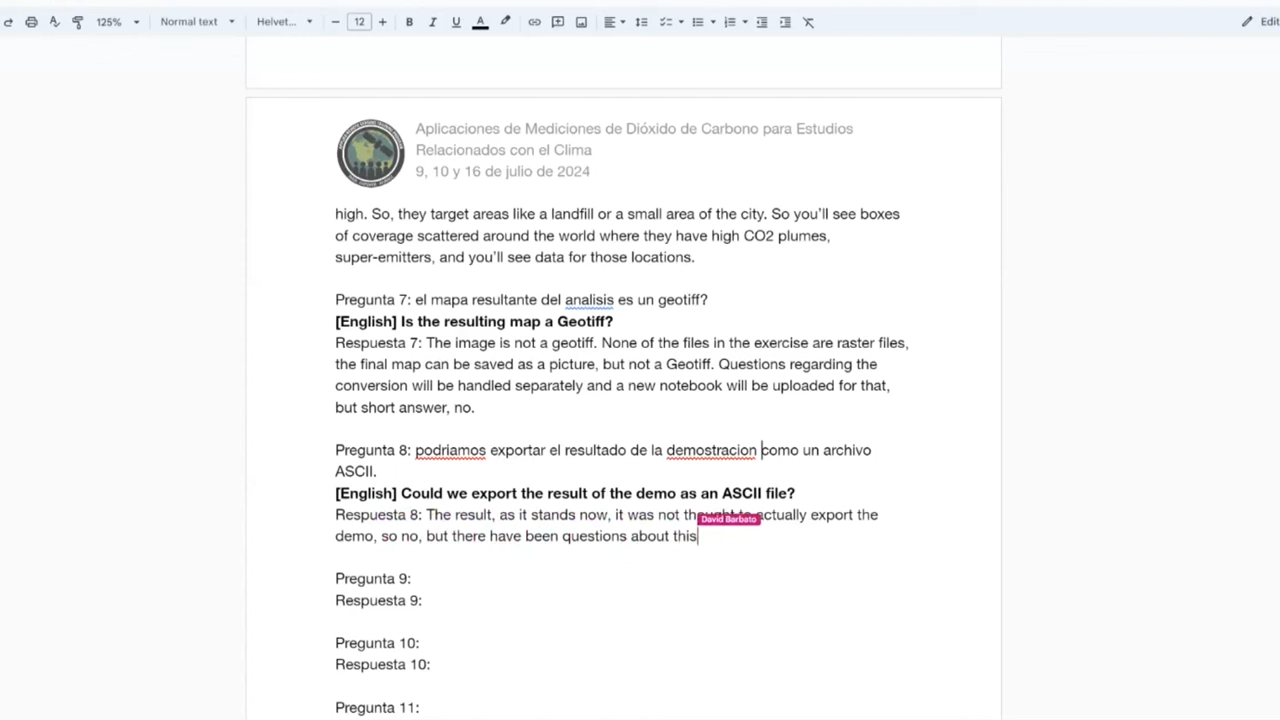 125% Normal text Helvet... 12 B I U A Edit
Aplicaciones de Mediciones de Dióxido de Carbono para Estudios
Relacionados con el Clima
9, 10 y 16 de julio de 2024
high. So, they target areas like a landfill or a small area of the city. So you'll see boxes
of coverage scattered around the world where they have high CO2 plumes,
super-emitters, and you'll see data for those locations.
Pregunta 7: el mapa resultante del analisis es un geotiff?
[English] Is the resulting map a Geotiff?
Respuesta 7: The image is not a geotiff. None of the files in the exercise are raster files,
the final map can be saved as a picture, but not a Geotiff. Questions regarding the
conversion will be handled separately and a new notebook will be uploaded for that,
but short answer, no.
Pregunta 8: podriamos exportar el resultado de la demostracion como un archivo
ASCII.
[English] Could we export the result of the demo as an ASCII file?
Respuesta 8: The result, as it stands now, it was not thought to actually export the
David Barbato
demo, so no, but there have been questions about this
Pregunta 9:
Respuesta 9:
Pregunta 10:
Respuesta 10:
Pregunta 11: